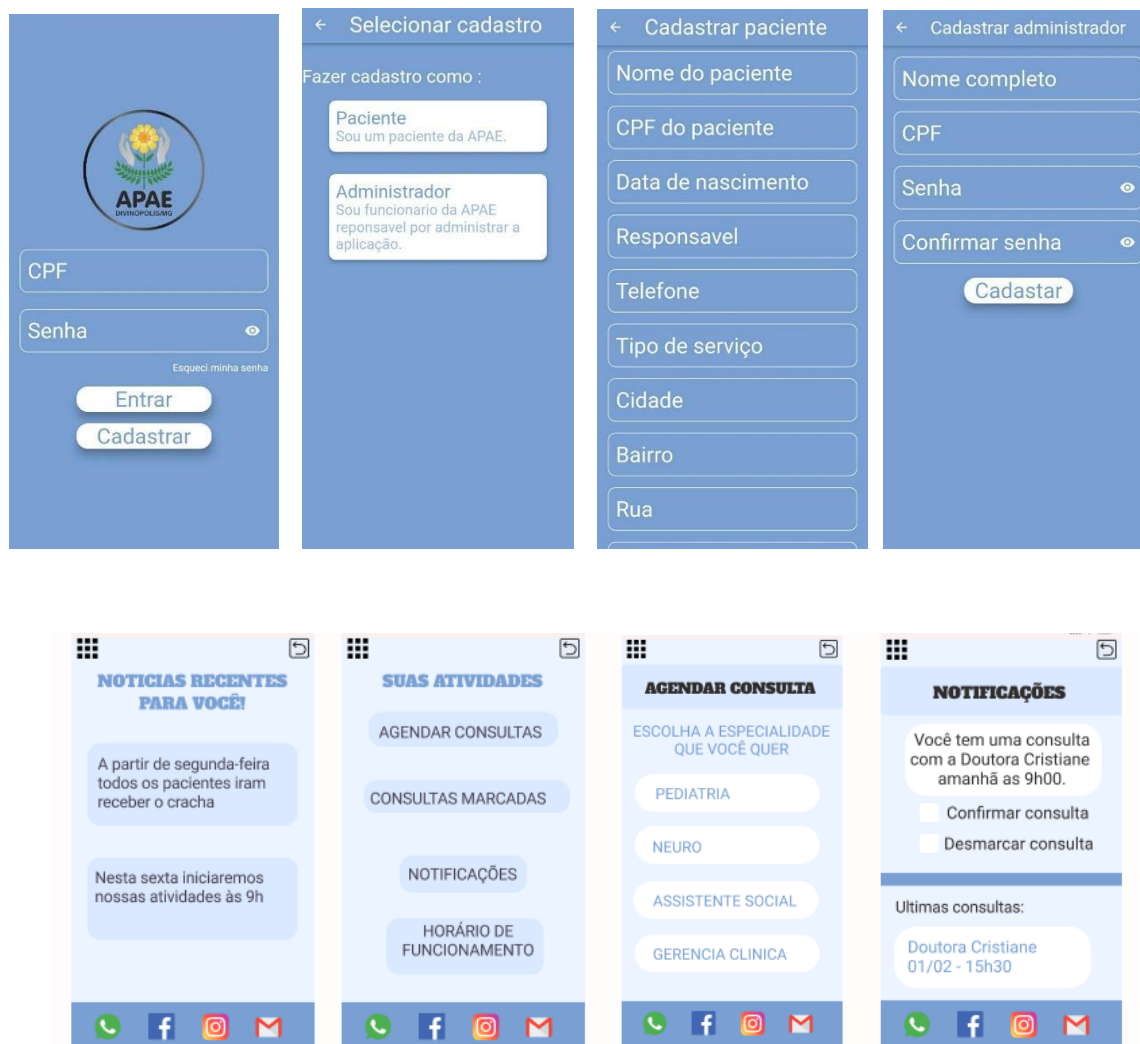 APAE
DIVINÓPOLIS/MG
CPF
Senha
Esqueci minha senha
Entrar
Cadastrar
Selecionar cadastro
Fazer cadastro como :
Paciente
Sou um paciente da APAE.
Administrador
Sou funcionario da APAE
reponsavel por administrar a
aplicação.
Cadastrar paciente
Nome do paciente
CPF do paciente
Data de nascimento
Responsavel
Telefone
Tipo de serviço
Cidade
Bairro
Rua
Cadastrar administrador
Nome completo
CPF
Senha
Confirmar senha
Cadastar
NOTICIAS RECENTES
PARA VOCÊ!
A partir de segunda-feira
todos os pacientes iram
receber o cracha
Nesta sexta iniciaremos
nossas atividades às 9h
SUAS ATIVIDADES
AGENDAR CONSULTAS
CONSULTAS MARCADAS
NOTIFICAÇÕES
HORÁRIO DE
FUNCIONAMENTO
AGENDAR CONSULTA
ESCOLHA A ESPECIALIDADE
QUE VOCÊ QUER
PEDIATRIA
NEURO
ASSISTENTE SOCIAL
GERENCIA CLINICA
NOTIFICAÇÕES
Você tem uma consulta
com a Doutora Cristiane
amanhã as 9h00.
Confirmar consulta
Desmarcar consulta
Ultimas consultas:
Doutora Cristiane
01/02 - 15h30